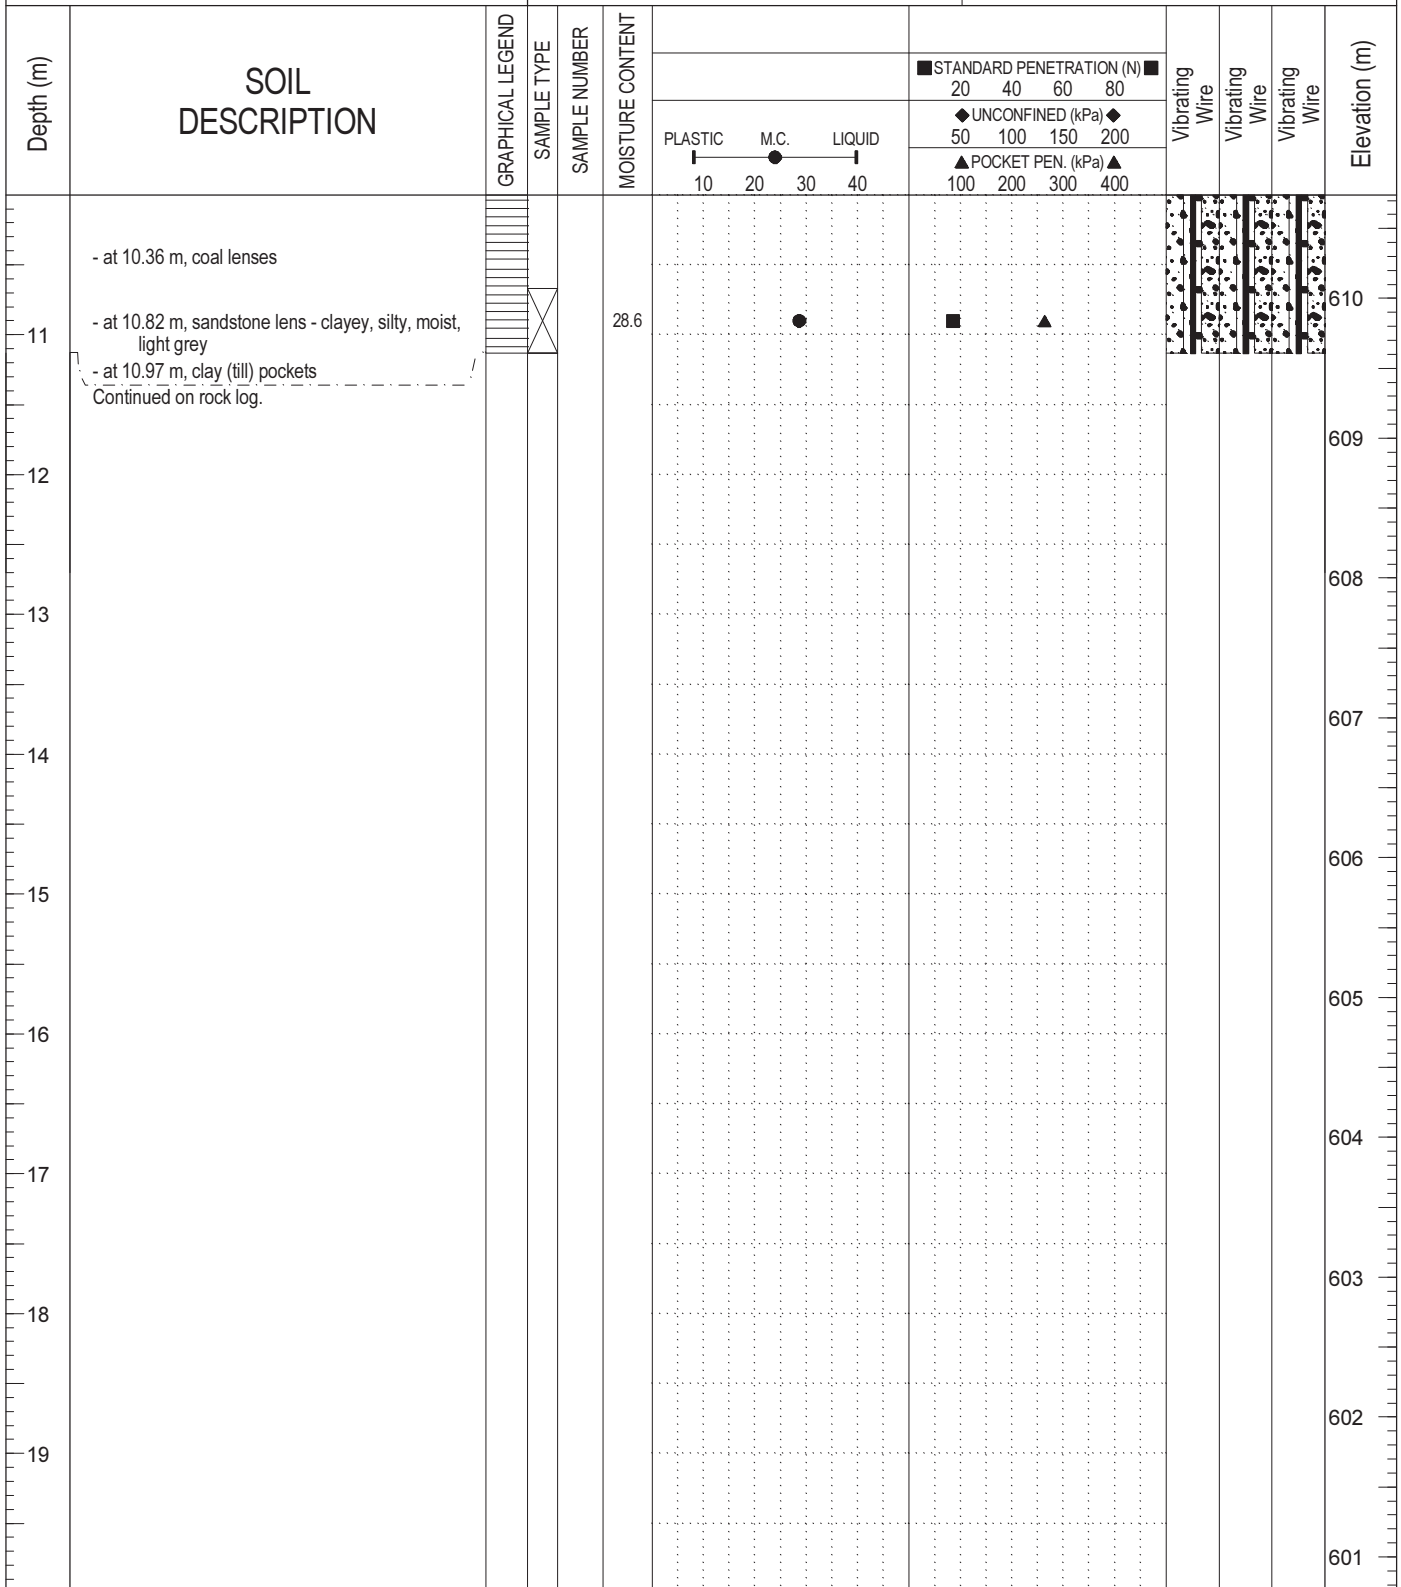 Depth (m)
SOIL
DESCRIPTION
GRAPHICAL LEGEND
SAMPLE TYPE
SAMPLE NUMBER
MOISTURE CONTENT
PLASTIC M.C. LIQUID
10 20 30 40
■ STANDARD PENETRATION (N) ■
20 40 60 80
◆ UNCONFINED (kPa) ◆
50 100 150 200
▲ POCKET PEN. (kPa) ▲
100 200 300 400
Vibrating
Wire
Vibrating
Wire
Vibrating
Wire
Elevation (m)
- at 10.36 m, coal lenses
610
- at 10.82 m, sandstone lens - clayey, silty, moist,
28.6
11
light grey
- at 10.97 m, clay (till) pockets
Continued on rock log.
609
12
608
13
607
14
606
15
605
16
604
17
603
18
602
19
601